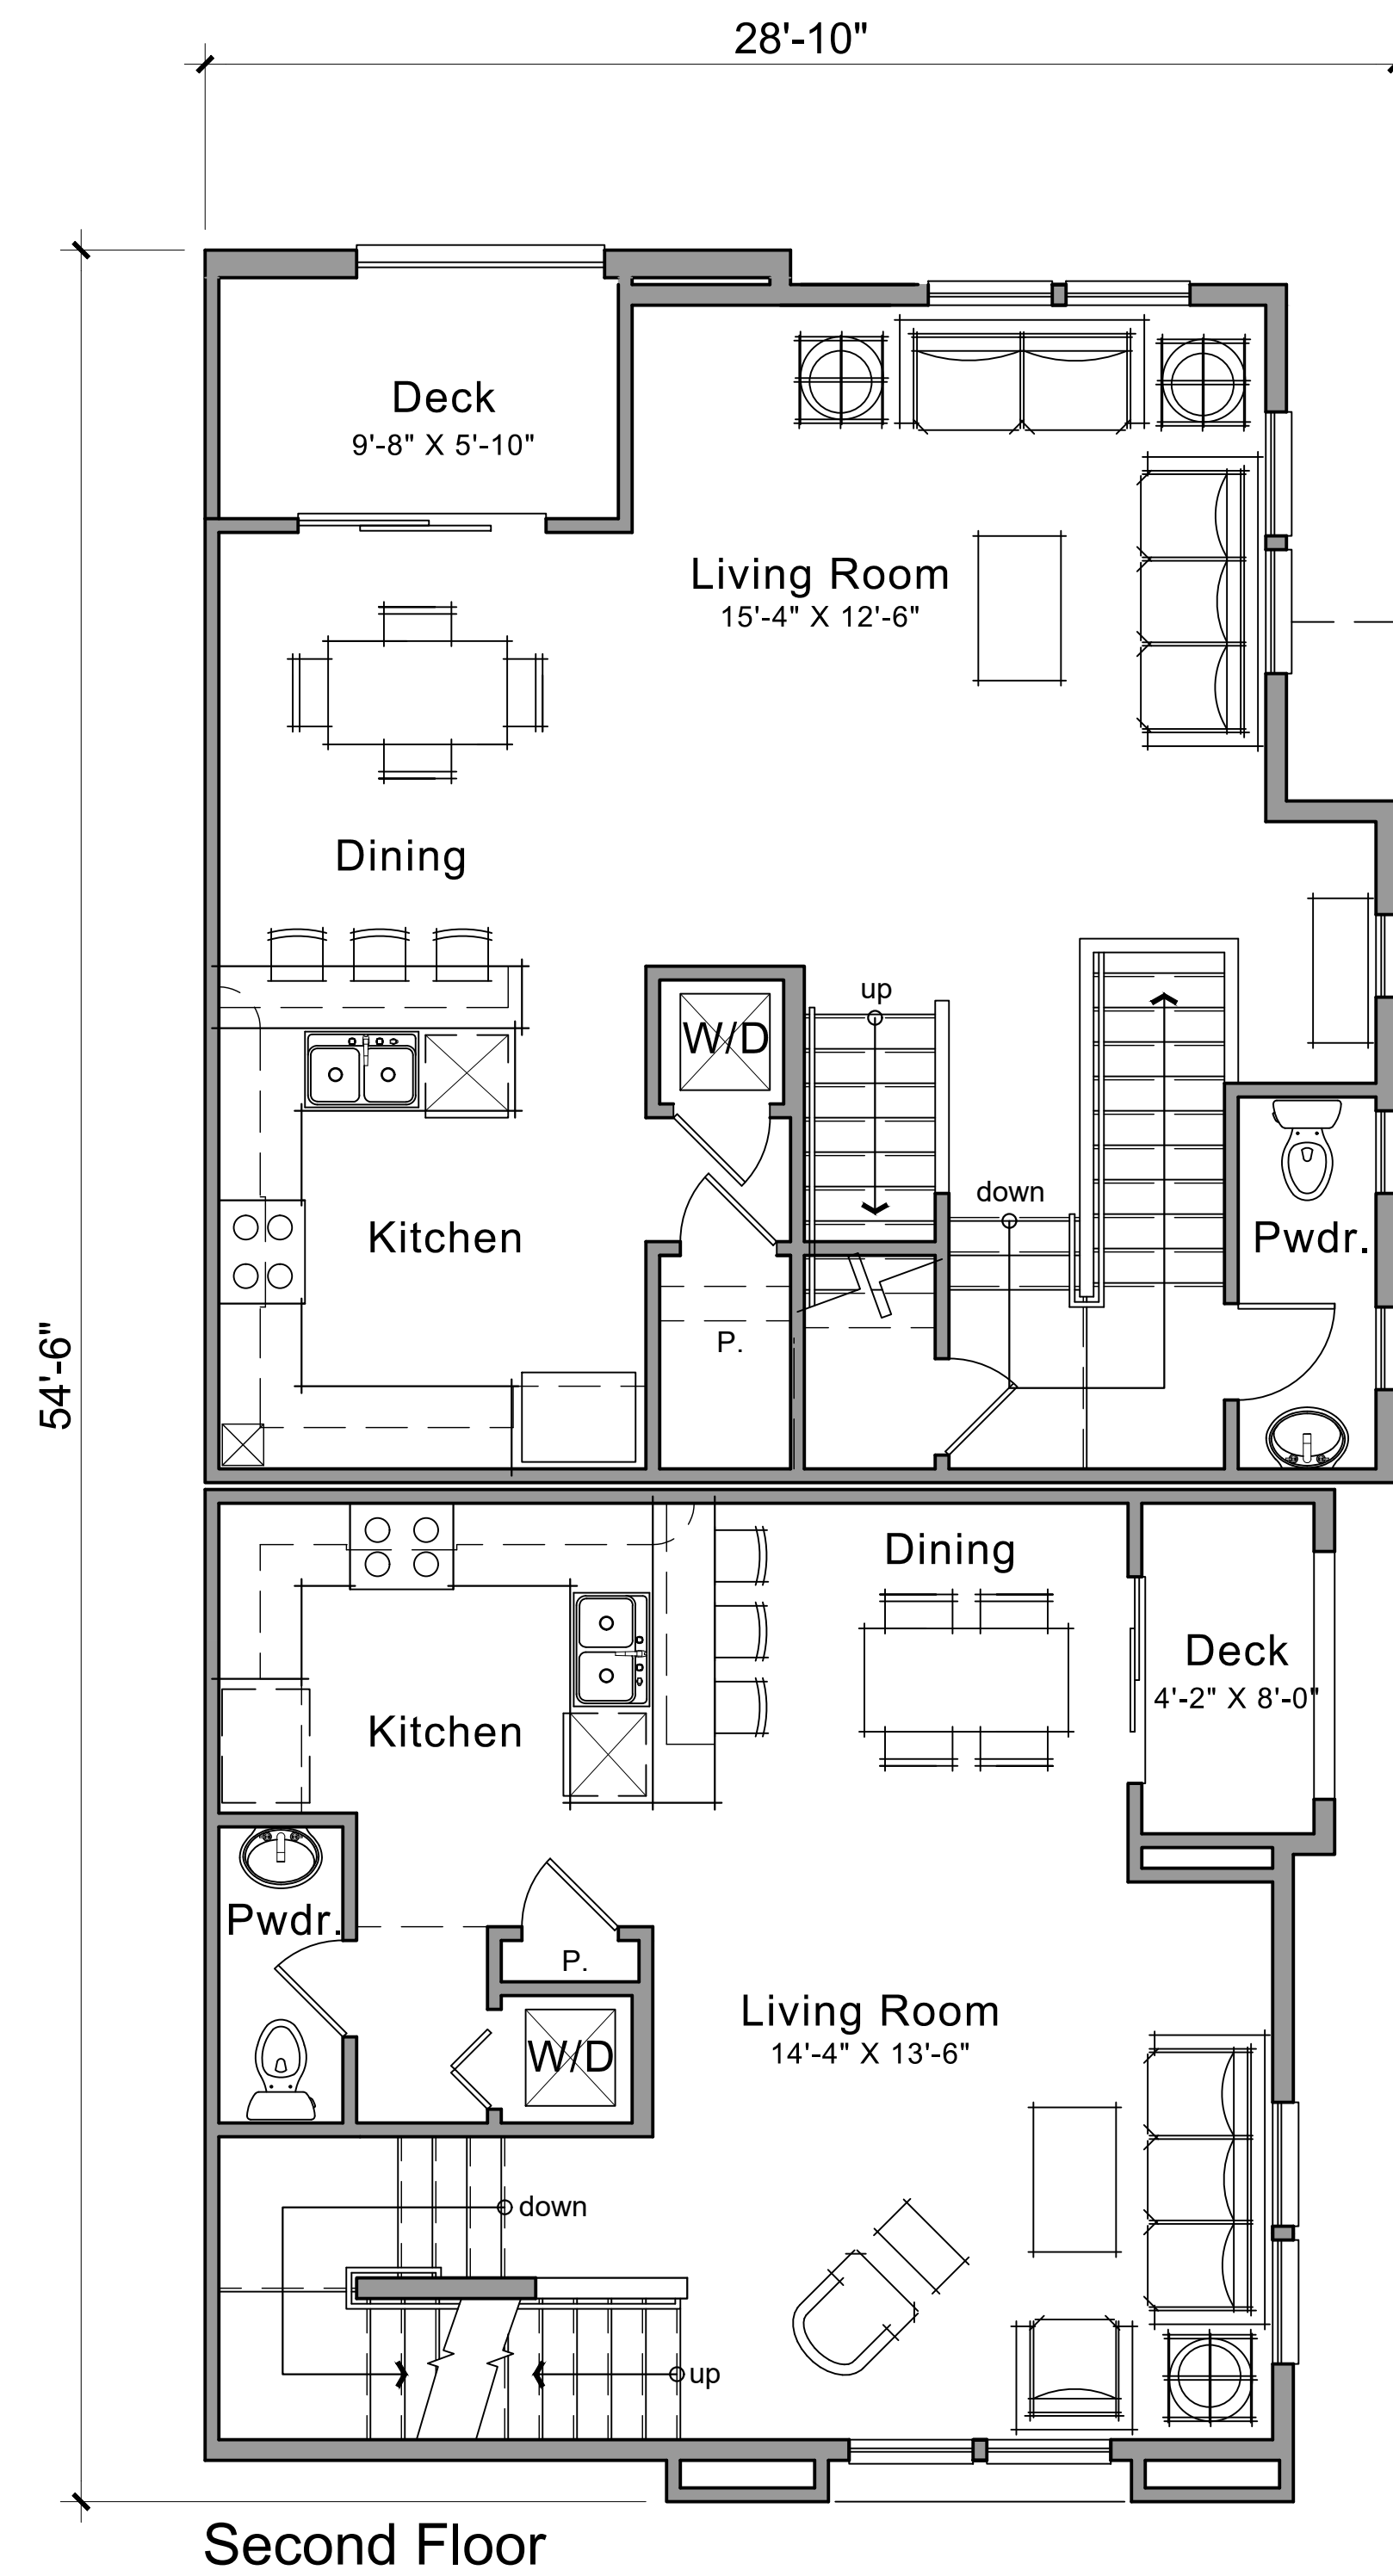 28'-10"
Deck
9'-8" X 5'-10"
Living Room
15'-4" X 12'-6"
Dining
up
W/D
down
Kitchen
Pwdr.
P.
54'-6"
Dining
Deck
4'-2" X 8'-0"
Kitchen
Pwdr.
P.
Living Room
14'-4" X 13'-6"
W/D
down
up
Second Floor